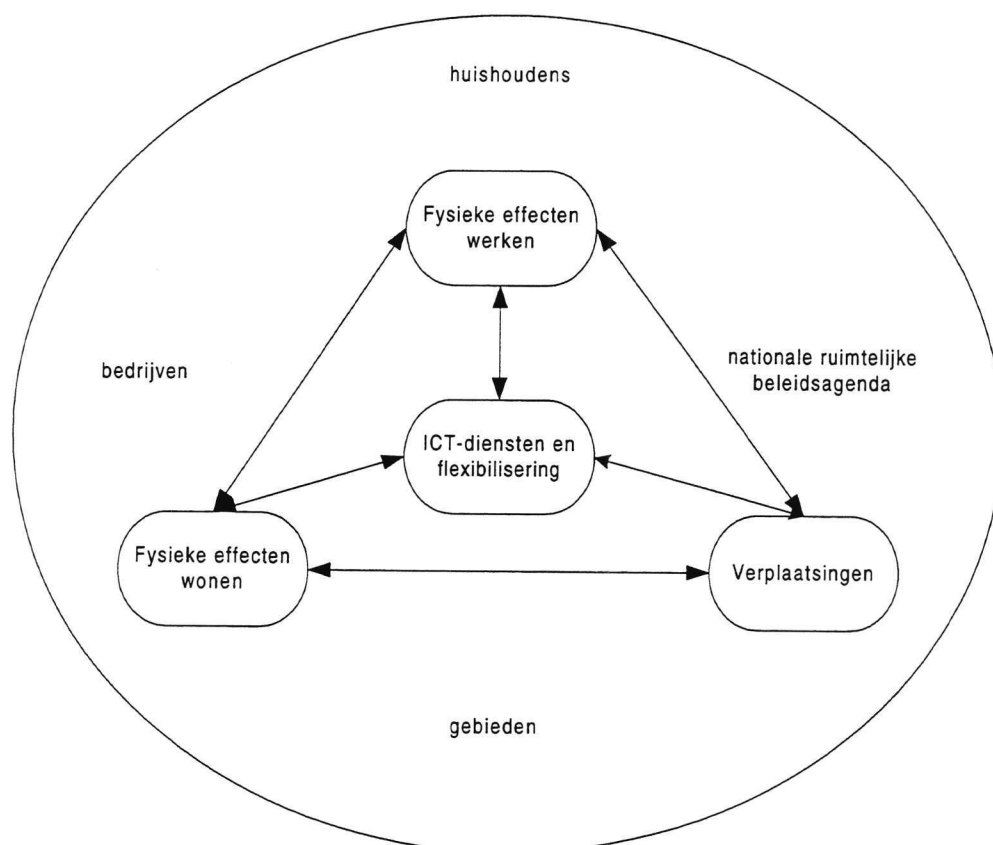 huishoudens
Fysieke effecten
werken
bedrijven
nationale ruimtelijke
beleidsagenda
ICT-diensten en
flexibilisering
Fysieke effecten
wonen
Verplaatsingen
gebieden